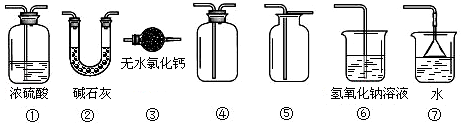 无水氯化钙
浓硫酸 碱石灰 氢氧化钠溶液 水
① ② ③ ④ ⑤ ⑥ ⑦